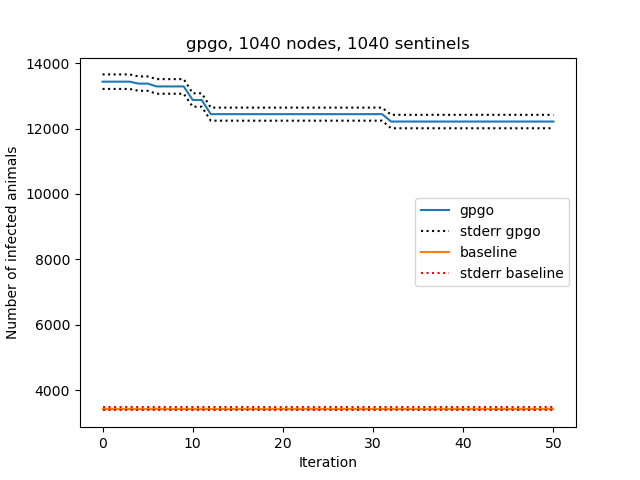 gpgo, 1040 nodes, 1040 sentinels
14000
12000
10000
8000
6000
4000
Number of infected animals
gpgo
stderr gpgo
baseline
stderr baseline
0
10
20
30
40
50
Iteration